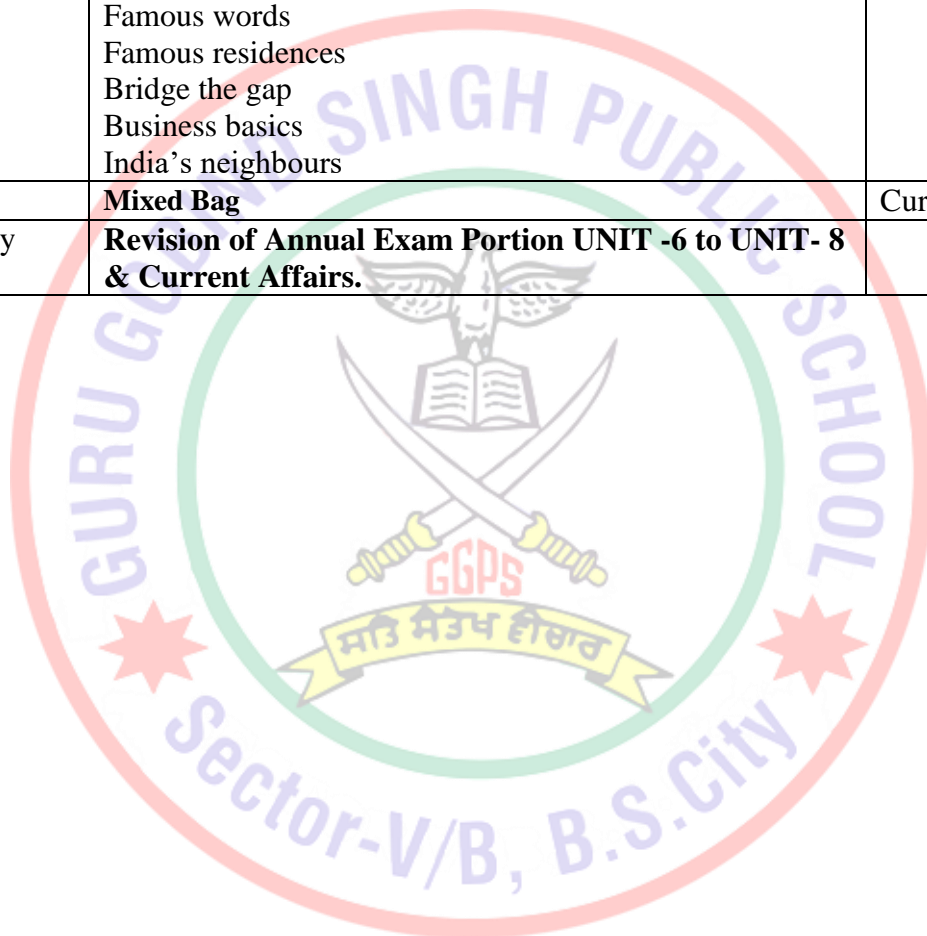 Famous words
Famous residences
Bridge the gap
Business basics
India's neighbours
Mixed Bag Cur
y Revision of Annual Exam Portion UNIT -6 to UNIT- 8
& Current Affairs.
GURU GOBIND SINGH PUBLIC SCHOOL
GGPS
ਸਤਿ ਸੰਤੋਖ ਵੀਚਾਰ
Sector-V/B, B.S.City